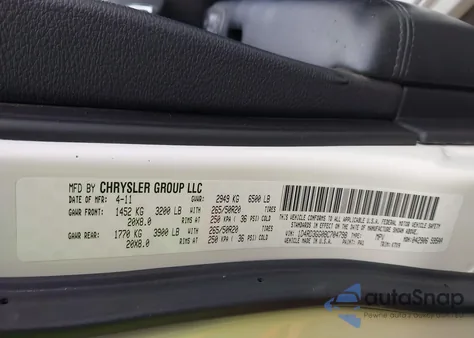 MFD BY CHRYSLER GROUP LLC
DATE OF MFR: 4-11 GVWR: 2949 KG 6500 LB
GAWR FRONT: 1452 KG 3200 LB WITH 265/50R20 TIRES
20X8.0 RIMS AT 250 KPA ( 36 PSI) COLD
GAWR REAR: 1770 KG 3900 LB WITH 265/50R20 TIRES
20X8.0 RIMS AT 250 KPA ( 36 PSI) COLD
THIS VEHICLE CONFORMS TO ALL APPLICABLE U.S.A. FEDERAL MOTOR VEHICLE SAFETY
STANDARDS IN EFFECT ON THE DATE OF MANUFACTURE SHOWN ABOVE.
VIN: TYPE: MPV
MADE IN U.S.A. PAINT: PAU
autoSnap